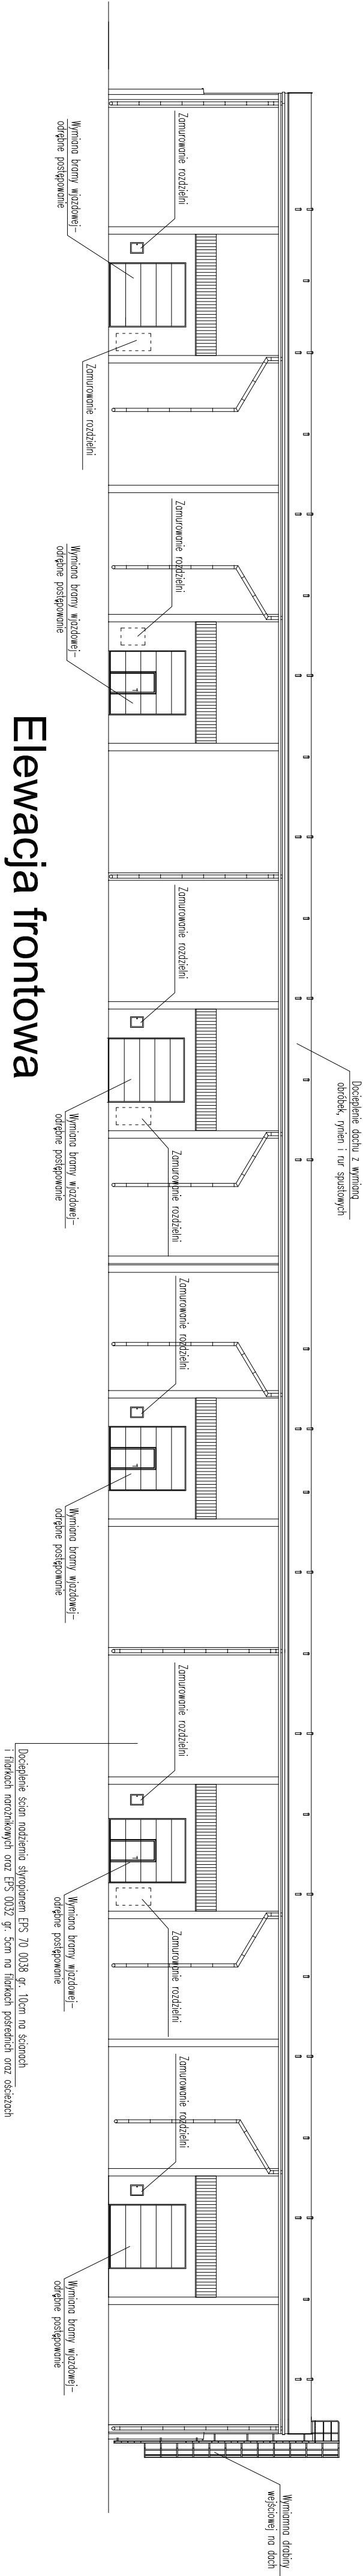 Docieplenie dachu z wymianą
obróbek, rynien i rur spustowych
Wymiamna drabiny
wejściowej na dach
Zamurowanie rozdzielni
Wymiana bramy wjazdowej-
odrębne postępowanie
Zamurowanie rozdzielni
Zamurowanie rozdzielni
Wymiana bramy wjazdowej-
odrębne postępowanie
Zamurowanie rozdzielni
Wymiana bramy wjazdowej-
odrębne postępowanie
Zamurowanie rozdzielni
Zamurowanie rozdzielni
Wymiana bramy wjazdowej-
odrębne postępowanie
Zamurowanie rozdzielni
Wymiana bramy wjazdowej-
odrębne postępowanie
Zamurowanie rozdzielni
Zamurowanie rozdzielni
Wymiana bramy wjazdowej-
odrębne postępowanie
Docieplenie ścian nadziemia styropianem EPS 70 0038 gr. 10cm na ścianach
i filarkach narożnikowych oraz EPS 0032 gr. 5cm na filarkach pośrednich oraz ościeżach
Elewacja frontowa